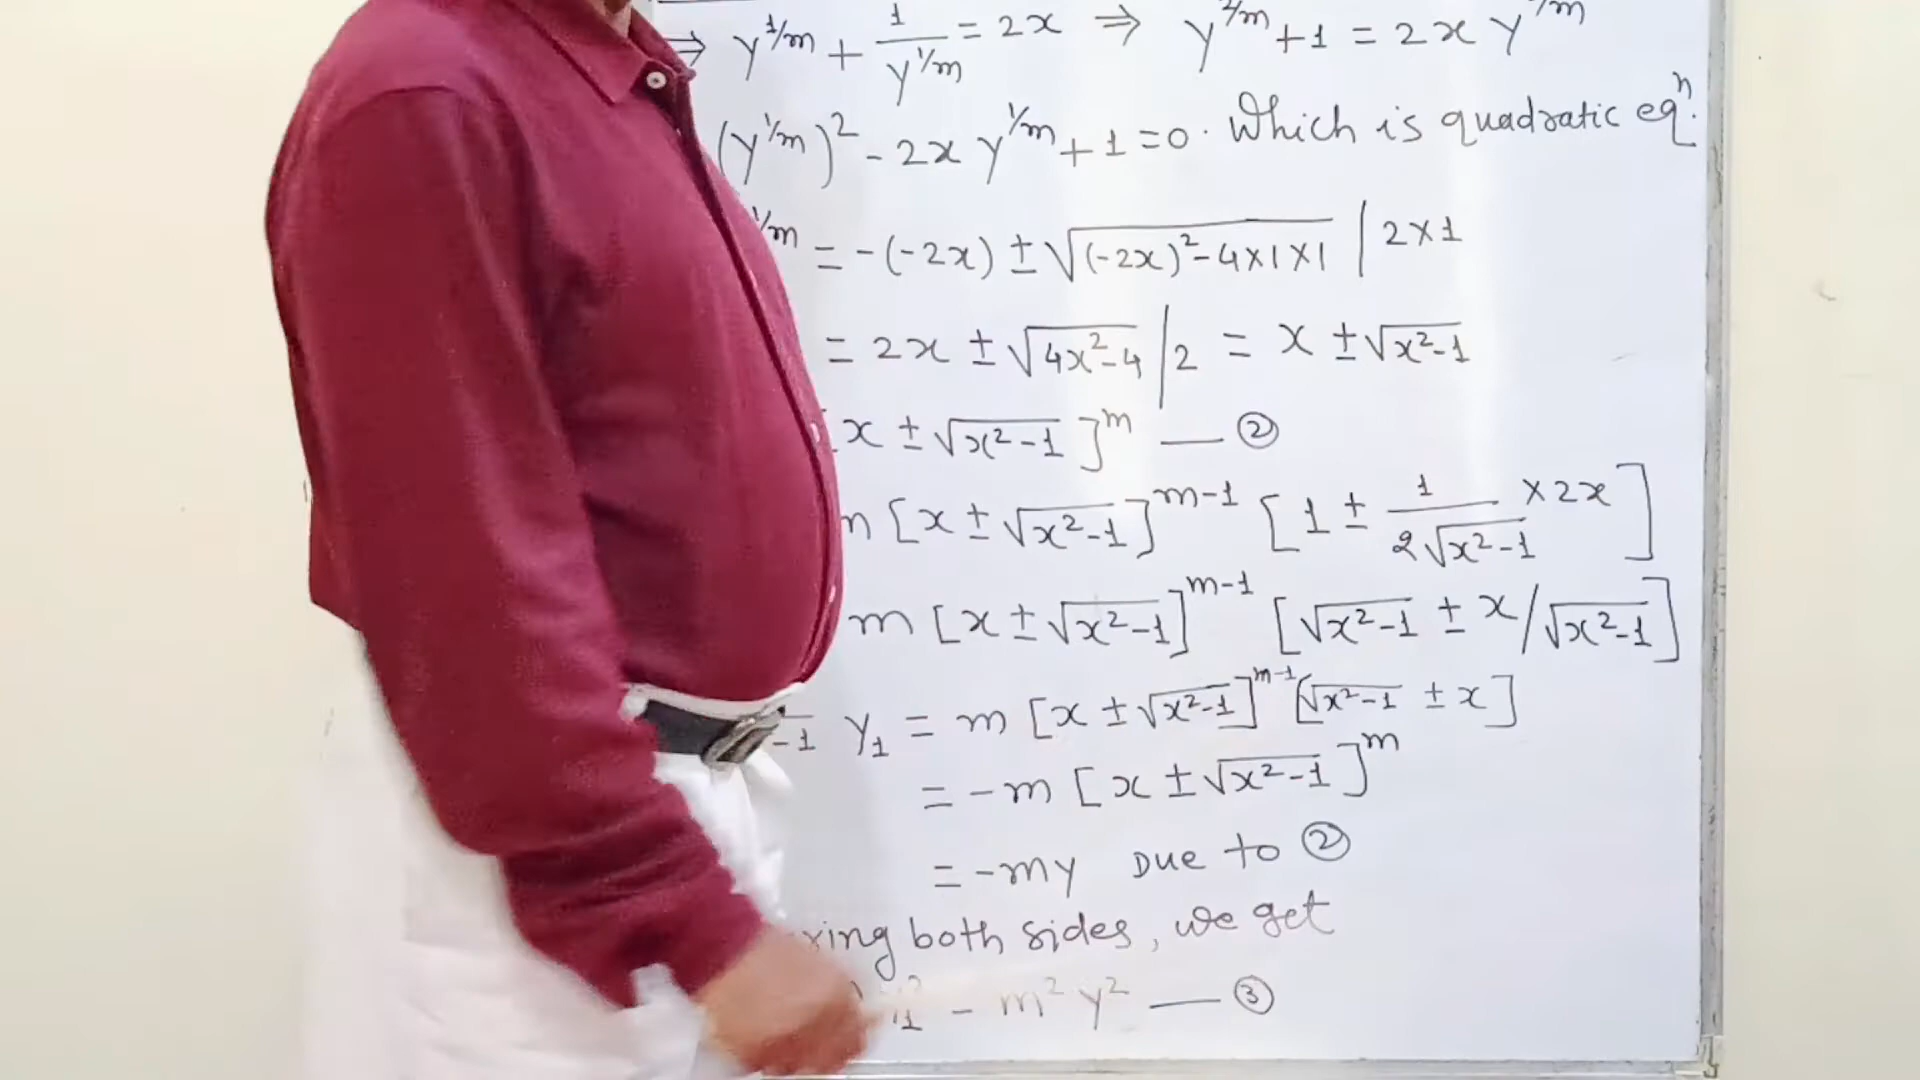 ⇒ y^{1/m} + 1/y^{1/m} = 2x ⇒ y^{2/m} + 1 = 2x y^{1/m}
(y^{1/m})² - 2x y^{1/m} + 1 = 0. Which is quadratic eqⁿ.
^{1/m} = -(-2x) ± √((-2x)² - 4×1×1) / 2×1
= 2x ± √(4x²-4) / 2 = x ± √(x²-1)
x ± √(x²-1) ]^m — ②
[x ± √(x²-1)]^{m-1} [1 ± 1/(2√(x²-1)) × 2x]
m [x ± √(x²-1)]^{m-1} [√(x²-1) ± x/√(x²-1)]
-1 y₁ = m [x ± √(x²-1)]^{m-1} [√(x²-1) ± x]
= -m [x ± √(x²-1)]^m
= -my Due to ②
both sides, we get
m² y² — ③